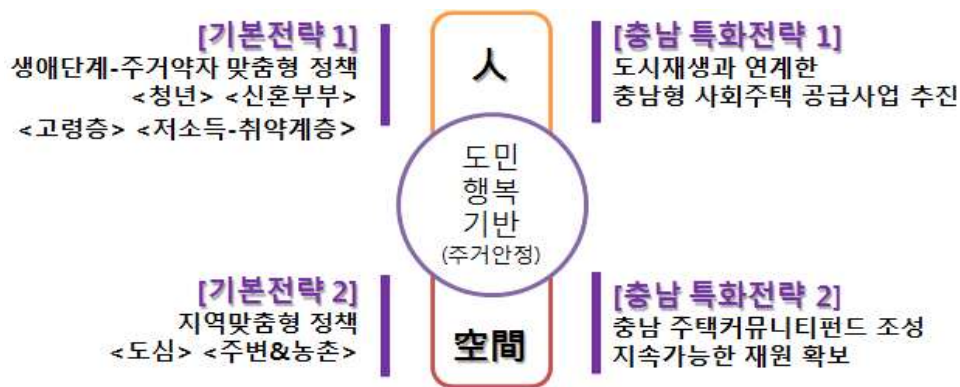 [기본전략 1]
생애단계-주거약자 맞춤형 정책
<청년> <신혼부부>
<고령층> <저소득-취약계층>
人
[충남 특화전략 1]
도시재생과 연계한
충남형 사회주택 공급사업 추진
도민
행복
기반
(주거안정)
[기본전략 2]
지역맞춤형 정책
<도심> <주변&농촌>
空間
[충남 특화전략 2]
충남 주택커뮤니티펀드 조성
지속가능한 재원 확보